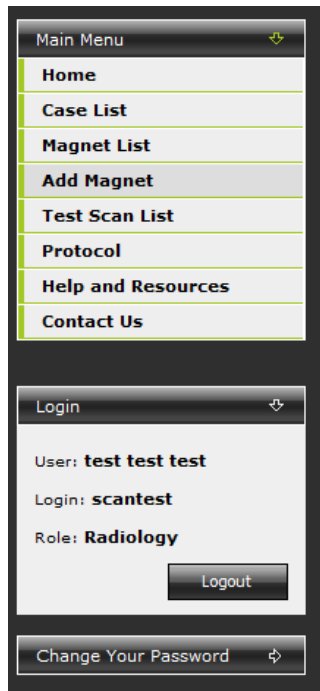 Main Menu
Home
Case List
Magnet List
Add Magnet
Test Scan List
Protocol
Help and Resources
Contact Us
Login
User: test test test
Login: scantest
Role: Radiology
Logout
Change Your Password